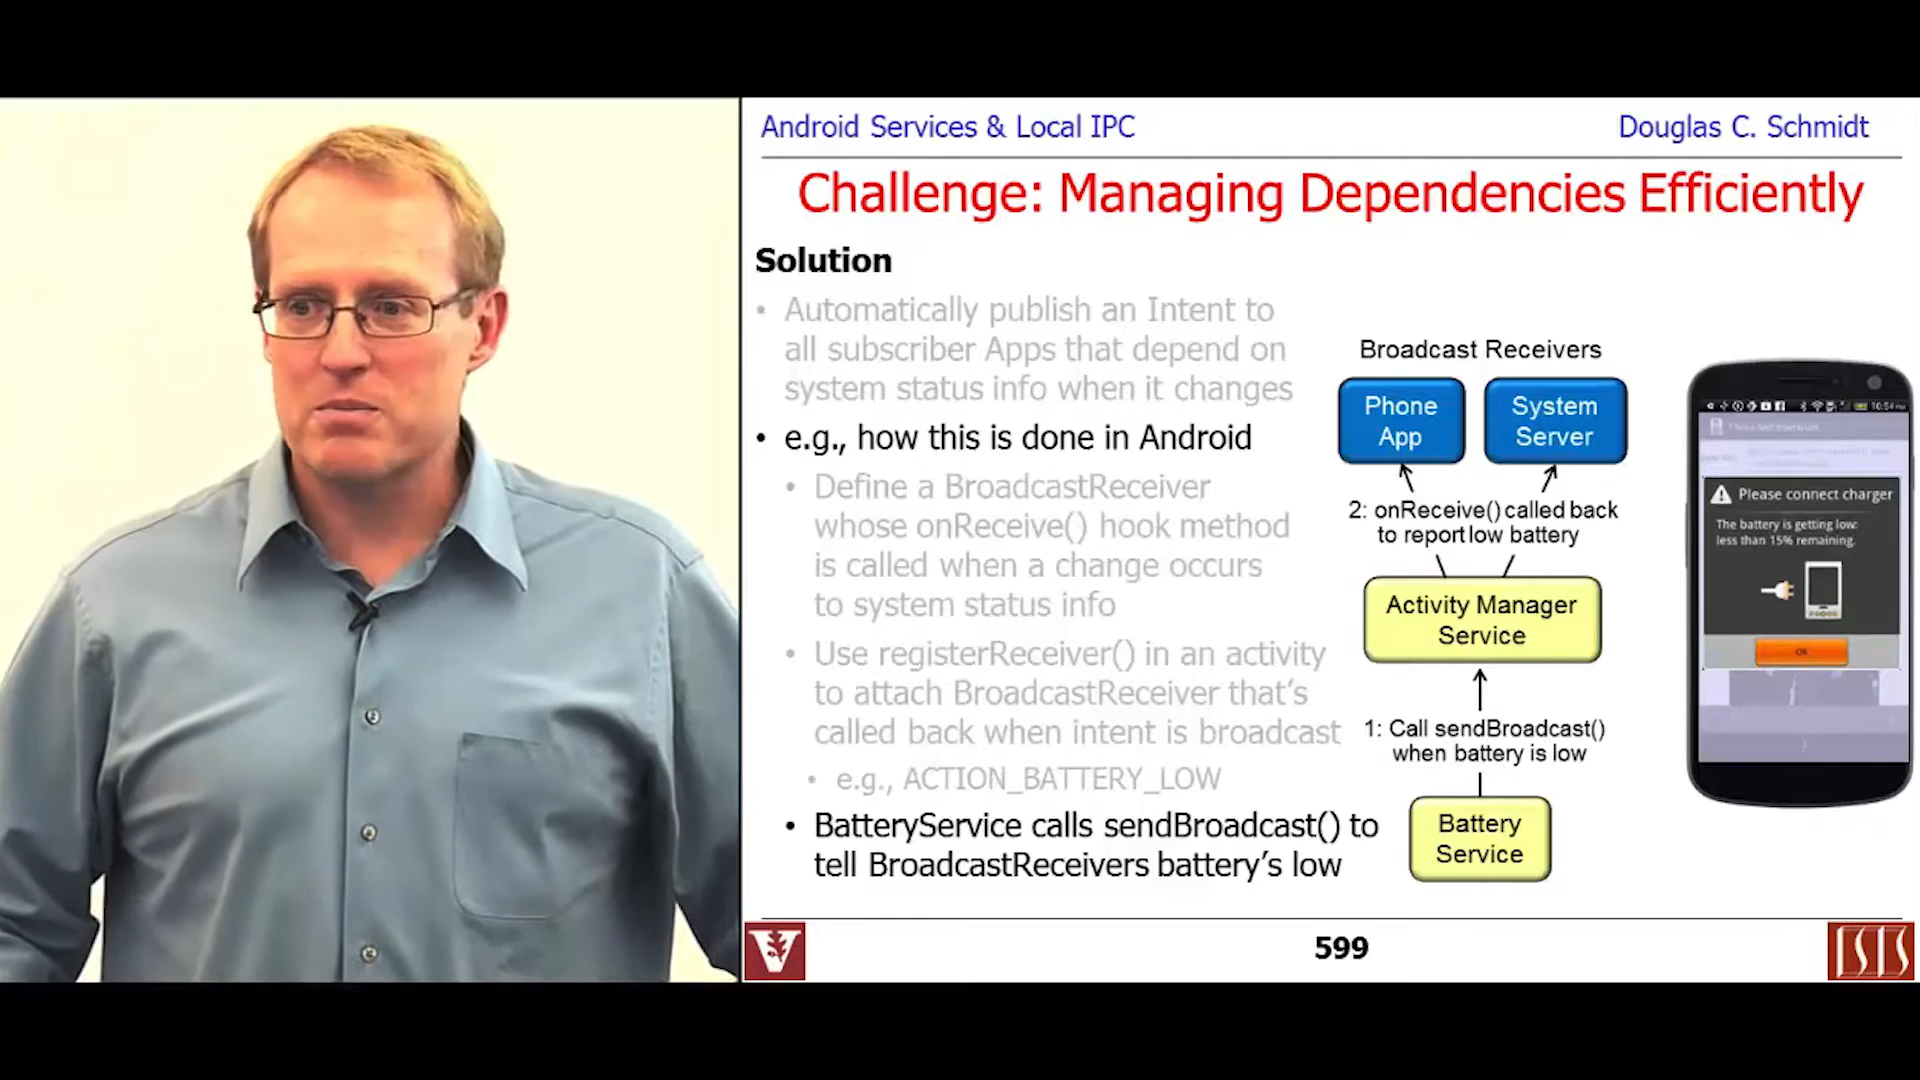 Android Services & Local IPC
Douglas C. Schmidt
Challenge: Managing Dependencies Efficiently
Solution
• Automatically publish an Intent to
all subscriber Apps that depend on
system status info when it changes
• e.g., how this is done in Android
• Define a BroadcastReceiver
whose onReceive() hook method
is called when a change occurs
to system status info
• Use registerReceiver() in an activity
to attach BroadcastReceiver that’s
called back when intent is broadcast
• e.g., ACTION_BATTERY_LOW
• BatteryService calls sendBroadcast() to
tell BroadcastReceivers battery’s low
Broadcast Receivers
Phone
App
System
Server
2: onReceive() called back
to report low battery
Activity Manager
Service
1: Call sendBroadcast()
when battery is low
Battery
Service
10:54 PM
Please connect charger
The battery is getting low:
less than 15% remaining.
OK
V
599
ISIS